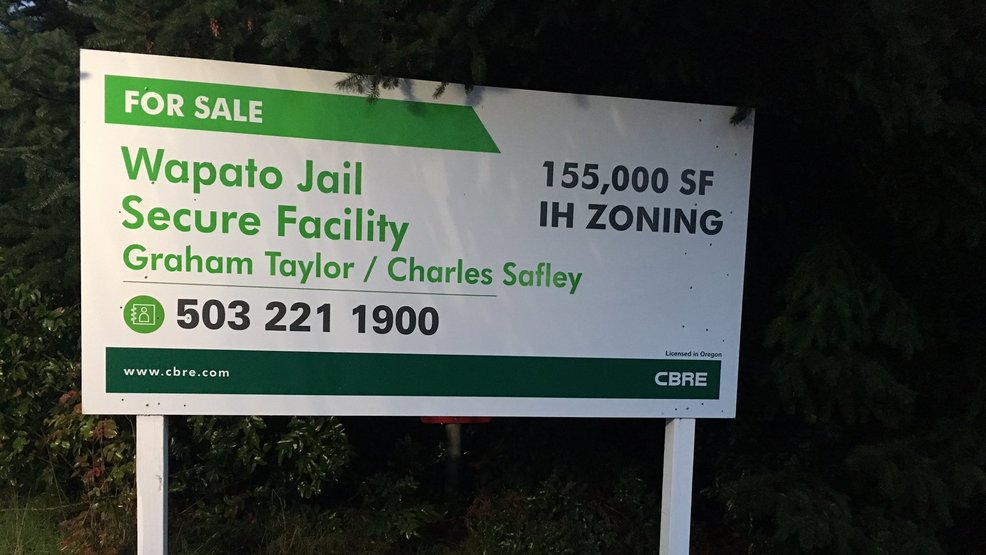 FOR SALE
Wapato Jail
Secure Facility
Graham Taylor / Charles Safley
503 221 1900
155,000 SF
IH ZONING
Licensed in Oregon
www.cbre.com
CBRE